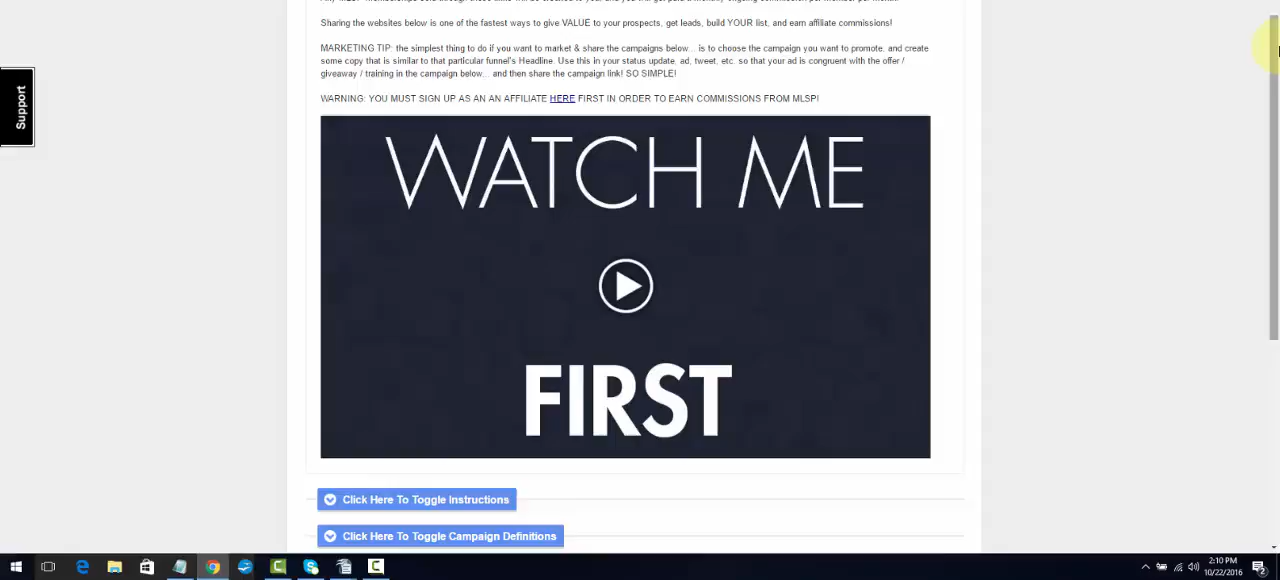 Sharing the websites below is one of the fastest ways to give VALUE to your prospects, get leads, build YOUR list, and earn affiliate commissions!
MARKETING TIP: the simplest thing to do if you want to market & share the campaigns below... is to choose the campaign you want to promote, and create
some copy that is similar to that particular funnel's Headline. Use this in your status update, ad, tweet, etc. so that your ad is congruent with the offer /
giveaway / training in the campaign below... and then share the campaign link! SO SIMPLE!
WARNING: YOU MUST SIGN UP AS AN AN AFFILIATE HERE FIRST IN ORDER TO EARN COMMISSIONS FROM MLSP!
Support
WATCH ME
FIRST
Click Here To Toggle Instructions
Click Here To Toggle Campaign Definitions
2:10 PM
10/22/2016
2